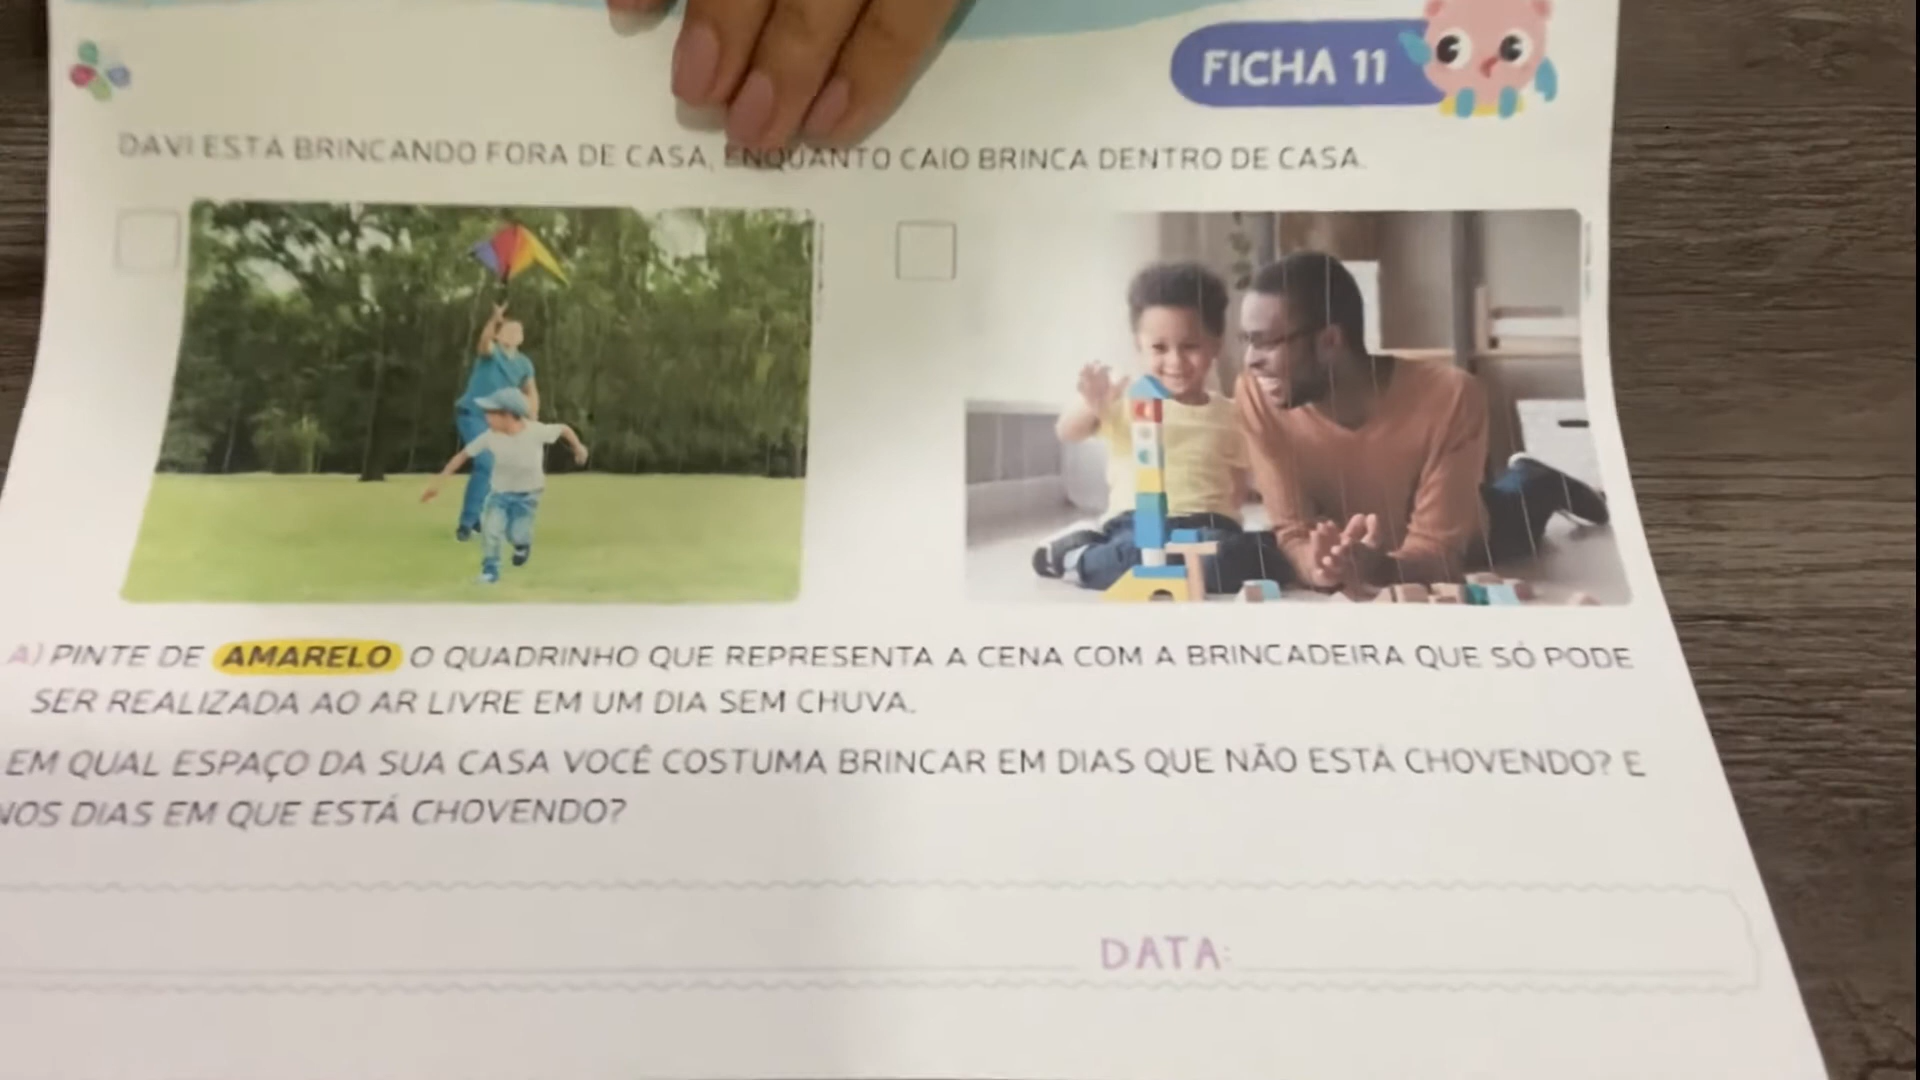 FICHA 11
DAVI ESTÁ BRINCANDO FORA DE CASA, ENQUANTO CAIO BRINCA DENTRO DE CASA.
A) PINTE DE AMARELO O QUADRINHO QUE REPRESENTA A CENA COM A BRINCADEIRA QUE SÓ PODE
SER REALIZADA AO AR LIVRE EM UM DIA SEM CHUVA.
EM QUAL ESPAÇO DA SUA CASA VOCÊ COSTUMA BRINCAR EM DIAS QUE NÃO ESTÁ CHOVENDO? E
NOS DIAS EM QUE ESTÁ CHOVENDO?
DATA: